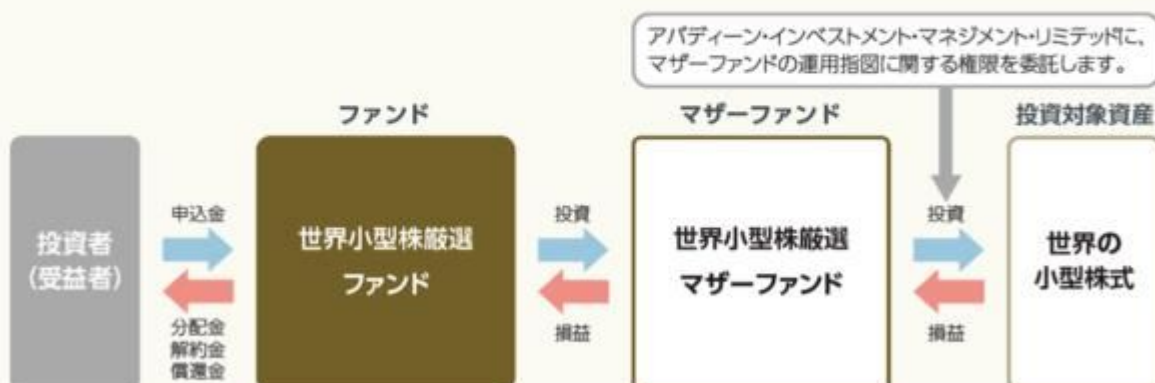 アバディーン・インベストメント・マネジメント・リミテッドに、
マザーファンドの運用指図に関する権限を委託します。
ファンド
マザーファンド
投資対象資産
投資者
(受益者)
申込金
分配金
解約金
償還金
世界小型株厳選
ファンド
投資
損益
世界小型株厳選
マザーファンド
投資
損益
世界の
小型株式